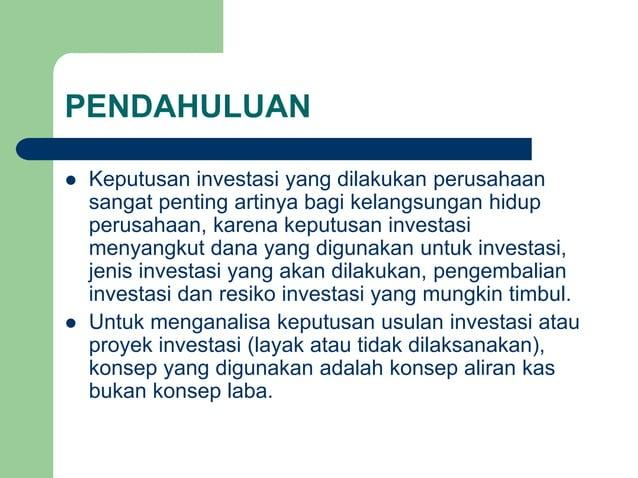 PENDAHULUAN
Keputusan investasi yang dilakukan perusahaan
sangat penting artinya bagi kelangsungan hidup
perusahaan, karena keputusan investasi
menyangkut dana yang digunakan untuk investasi,
jenis investasi yang akan dilakukan, pengembalian
investasi dan resiko investasi yang mungkin timbul.
Untuk menganalisa keputusan usulan investasi atau
proyek investasi (layak atau tidak dilaksanakan),
konsep yang digunakan adalah konsep aliran kas
bukan konsep laba.